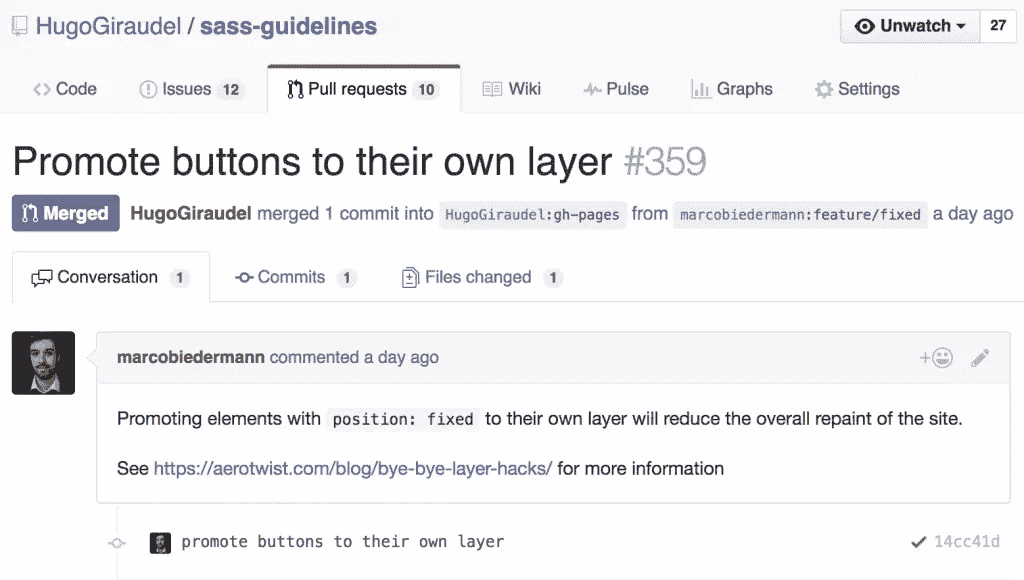 HugoGiraudel / sass-guidelines Unwatch 27
Code Issues 12 Pull requests 10 Wiki Pulse Graphs Settings
Promote buttons to their own layer #359
Merged HugoGiraudel merged 1 commit into HugoGiraudel:gh-pages from marcobiedermann:feature/fixed a day ago
Conversation 1 Commits 1 Files changed 1
marcobiedermann commented a day ago
Promoting elements with position: fixed to their own layer will reduce the overall repaint of the site.
See https://aerotwist.com/blog/bye-bye-layer-hacks/ for more information
promote buttons to their own layer 14cc41d